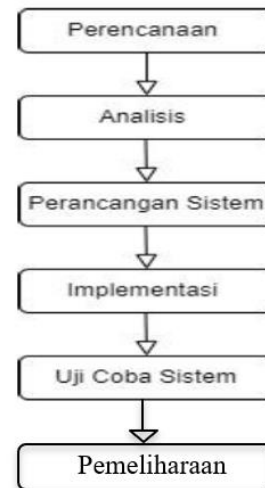 Perencanaan
Analisis
Perancangan Sistem
Implementasi
Uji Coba Sistem
Pemeliharaan